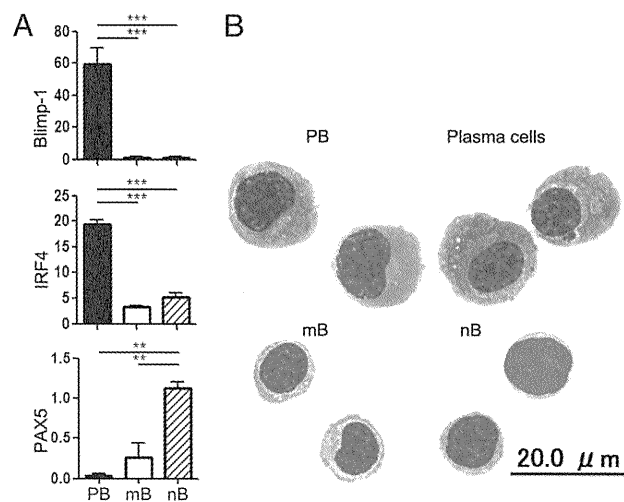 A
B
***
***
Blimp-1
80
60
40
20
0
***
***
IRF4
25
20
15
10
5
0
**
**
PAX5
1.5
1.0
0.5
0.0
PB mB nB
PB Plasma cells
mB nB
20.0 μm